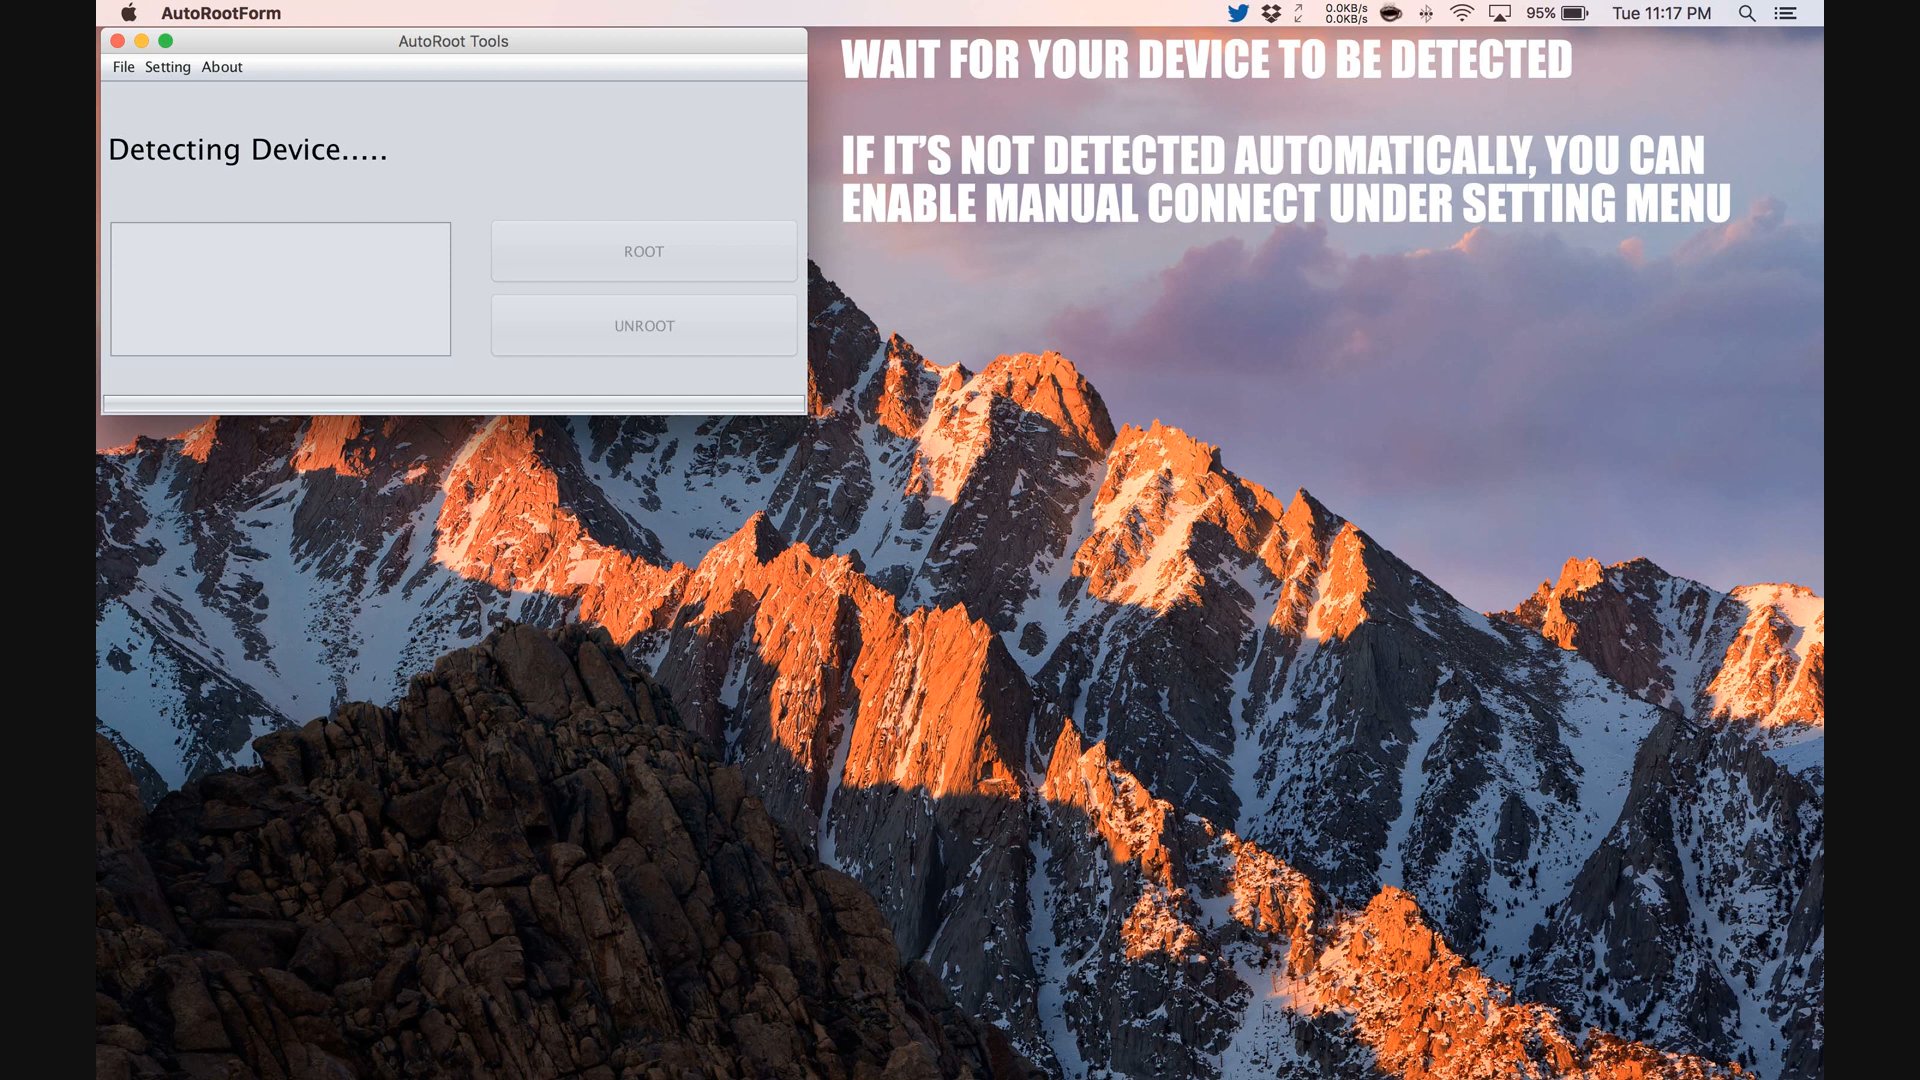 AutoRootForm
0.0KB/s
0.0KB/s
95%
Tue 11:17 PM
AutoRoot Tools
File Setting About
Detecting Device.....
ROOT
UNROOT
WAIT FOR YOUR DEVICE TO BE DETECTED
IF IT'S NOT DETECTED AUTOMATICALLY, YOU CAN
ENABLE MANUAL CONNECT UNDER SETTING MENU